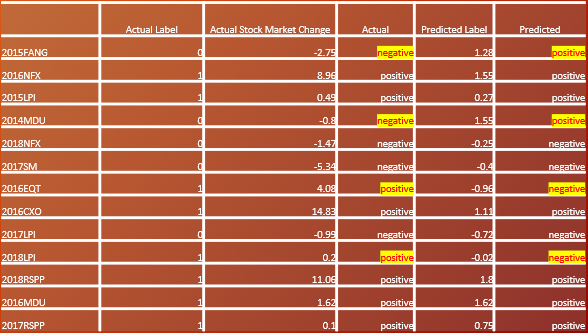 Actual Label Actual Stock Market Change Actual Predicted Label Predicted
2015FANG 0 -2.75 negative 1.28 positive
2016NFX 1 8.96 positive 1.55 positive
2015LPI 1 0.49 positive 0.27 positive
2014MDU 0 -0.8 negative 1.55 positive
2018NFX 0 -1.47 negative -0.25 negative
2017SM 0 -5.34 negative -0.4 negative
2016EQT 1 4.08 positive -0.96 negative
2016CXO 1 14.83 positive 1.11 positive
2017LPI 0 -0.99 negative -0.72 negative
2018LPI 1 0.2 positive -0.02 negative
2018RSPP 1 11.06 positive 1.8 positive
2016MDU 1 1.62 positive 1.62 positive
2017RSPP 1 0.1 positive 0.75 positive